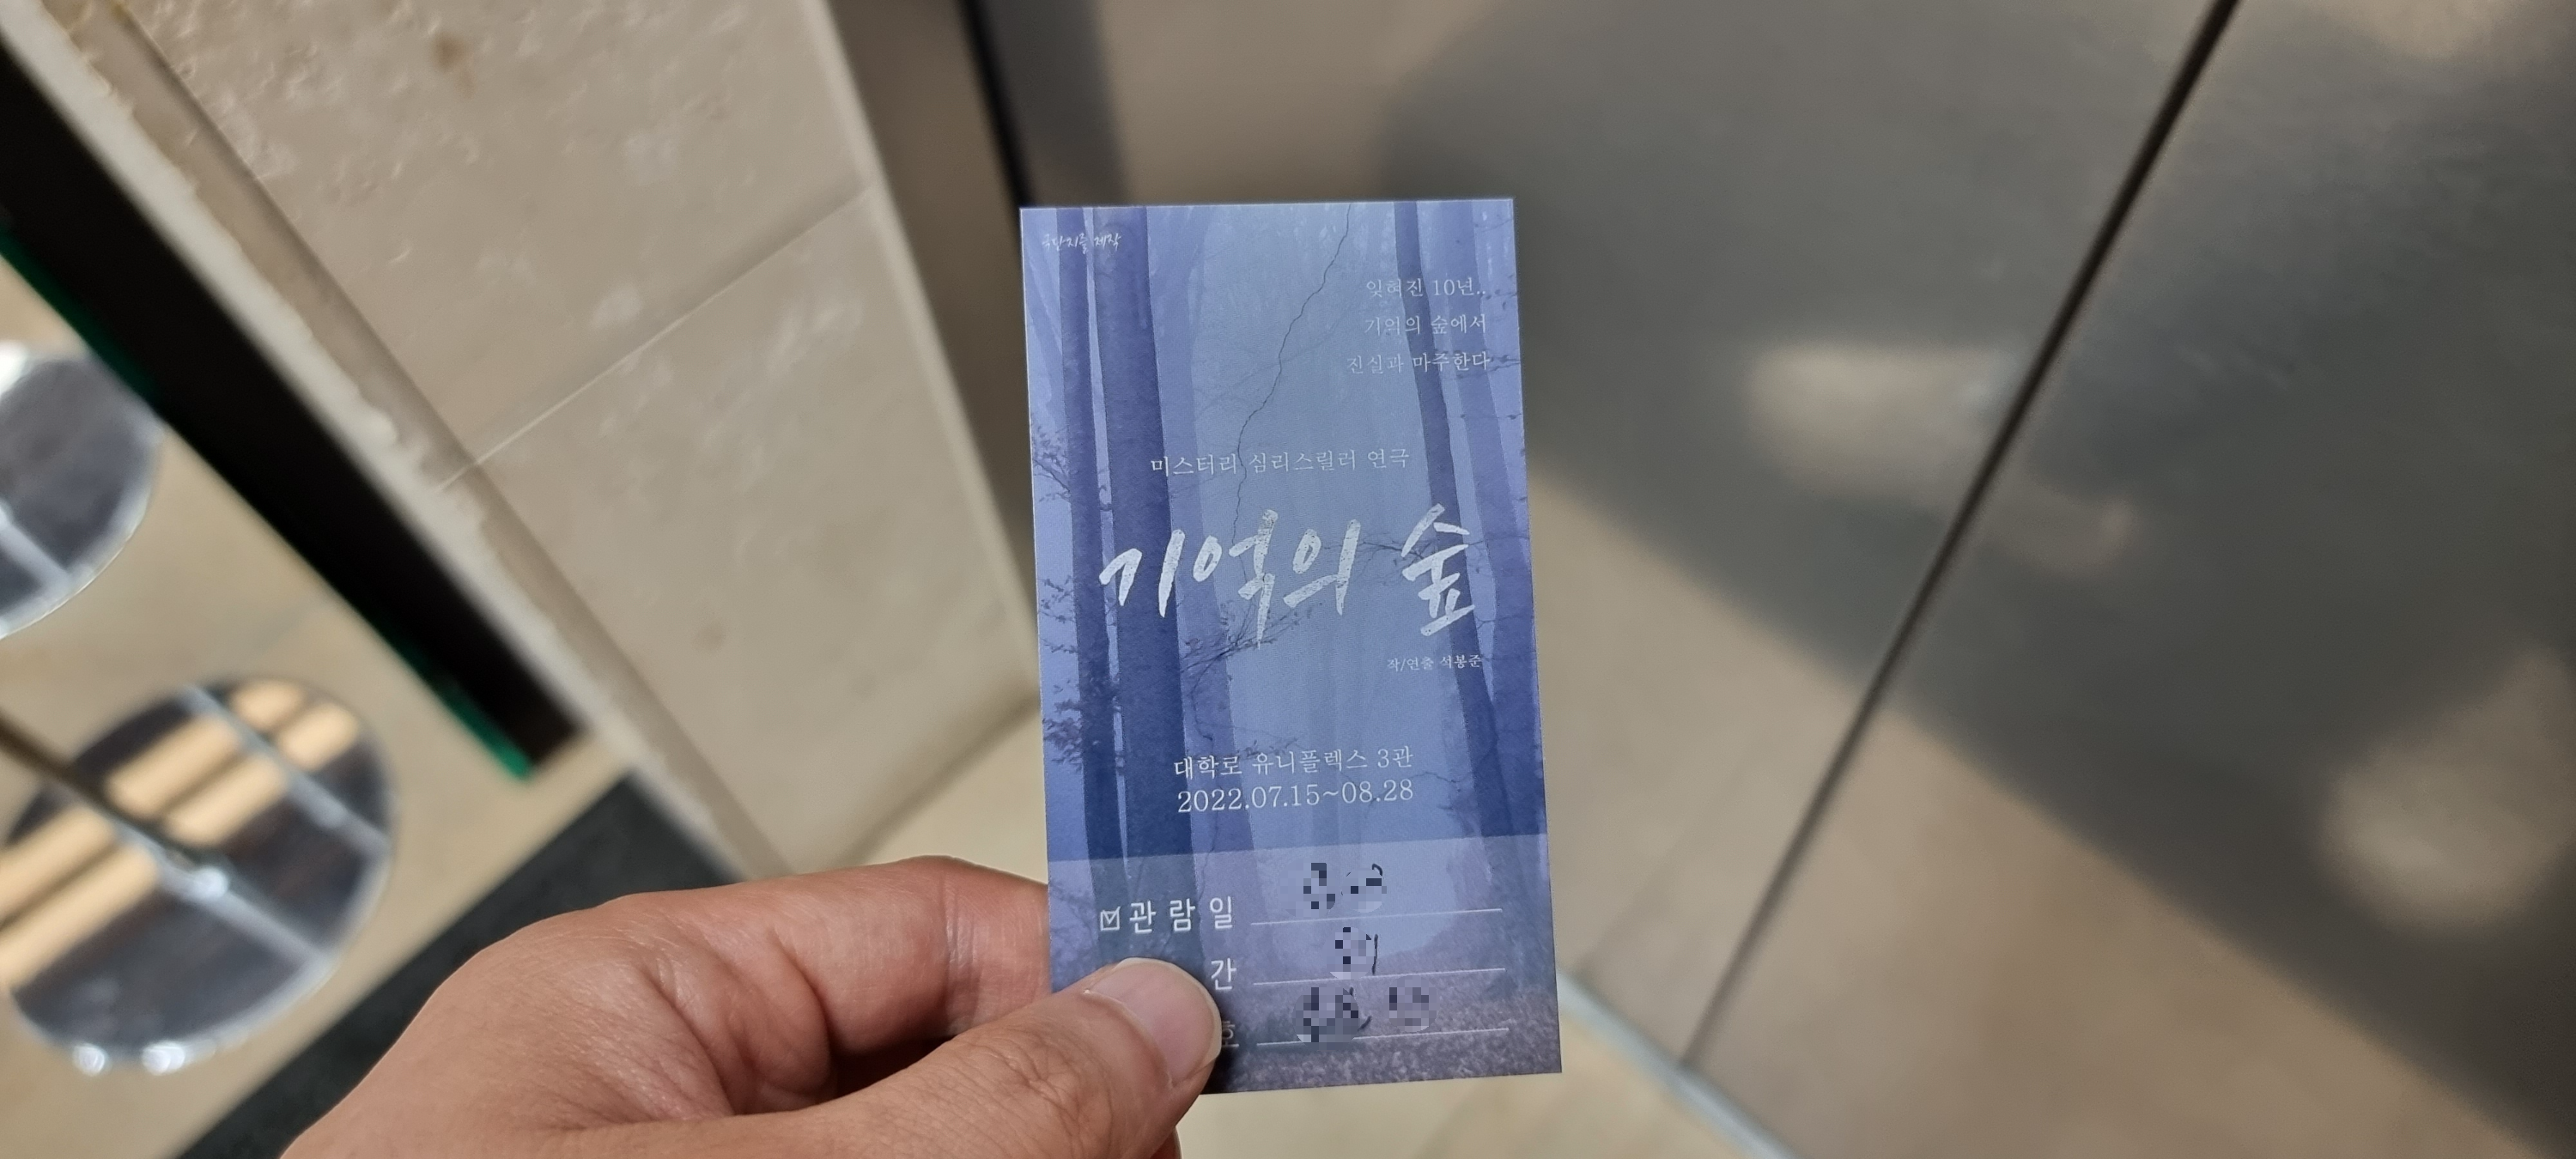 제작
잊혀진 10년..
기억의 숲에서
진실과 마주한다
미스터리 심리스릴러 연극
기억의 숲
작/연출 석봉준
대학로 유니플렉스 3관
2022.07.15~08.28
관람일
간
호